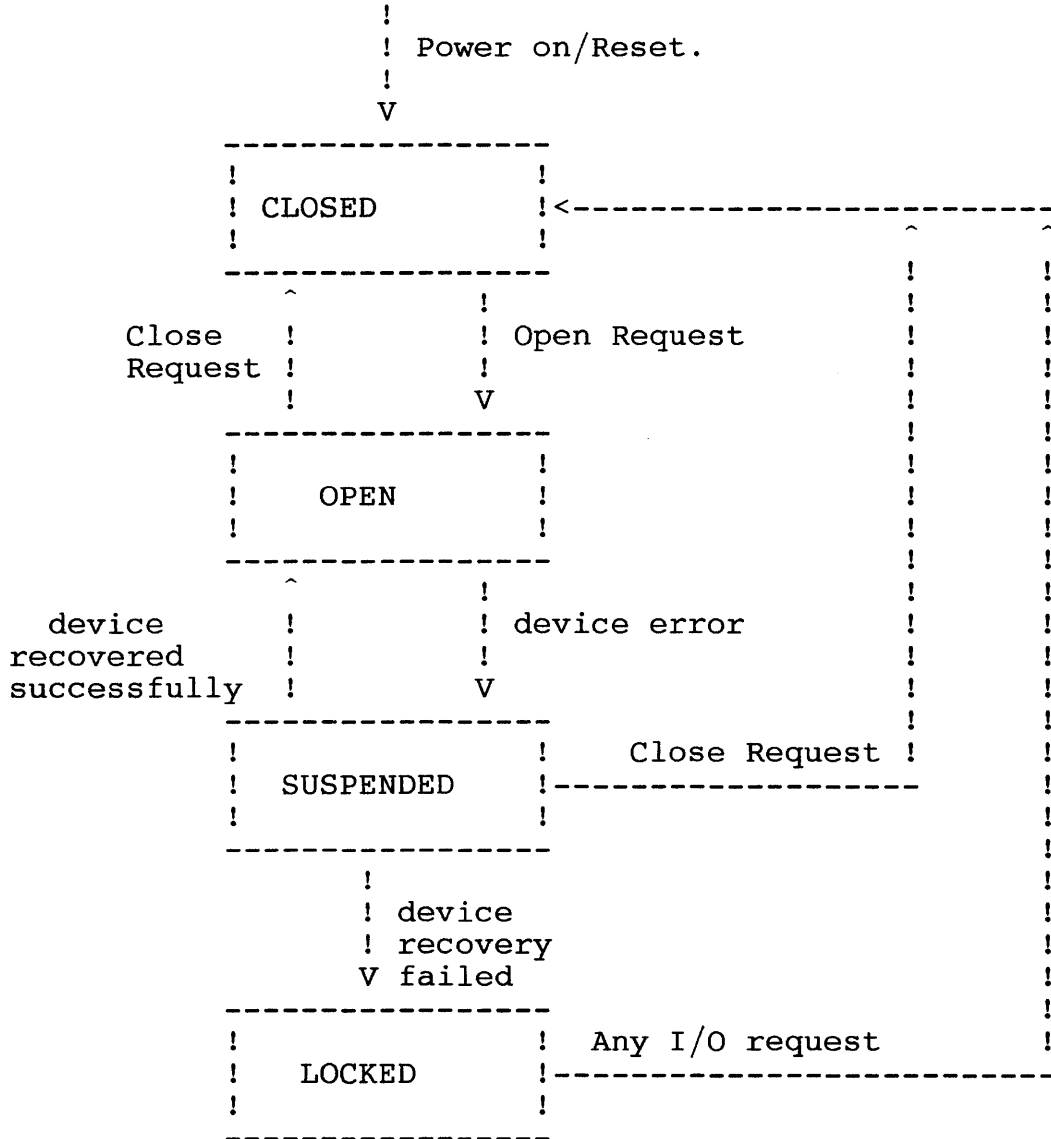 Power on/Reset.
CLOSED
Close
Request
Open Request
OPEN
device
recovered
successfully
device error
SUSPENDED
Close Request
device
recovery
failed
LOCKED
Any I/O request